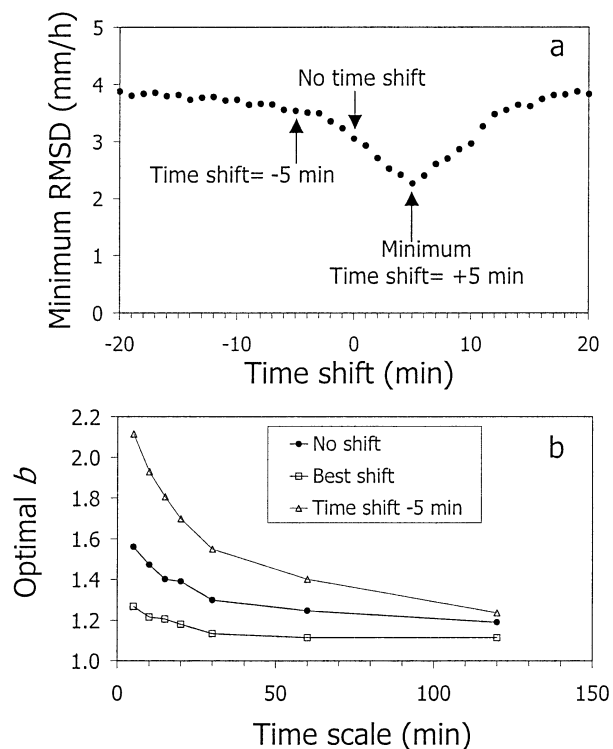 a
Minimum RMSD (mm/h)
5
4
3
2
1
0
No time shift
Time shift= -5 min
Minimum
Time shift= +5 min
-20
-10
0
10
20
Time shift (min)
b
Optimal b
2.2
2.0
1.8
1.6
1.4
1.2
1.0
No shift
Best shift
Time shift -5 min
0
50
100
150
Time scale (min)